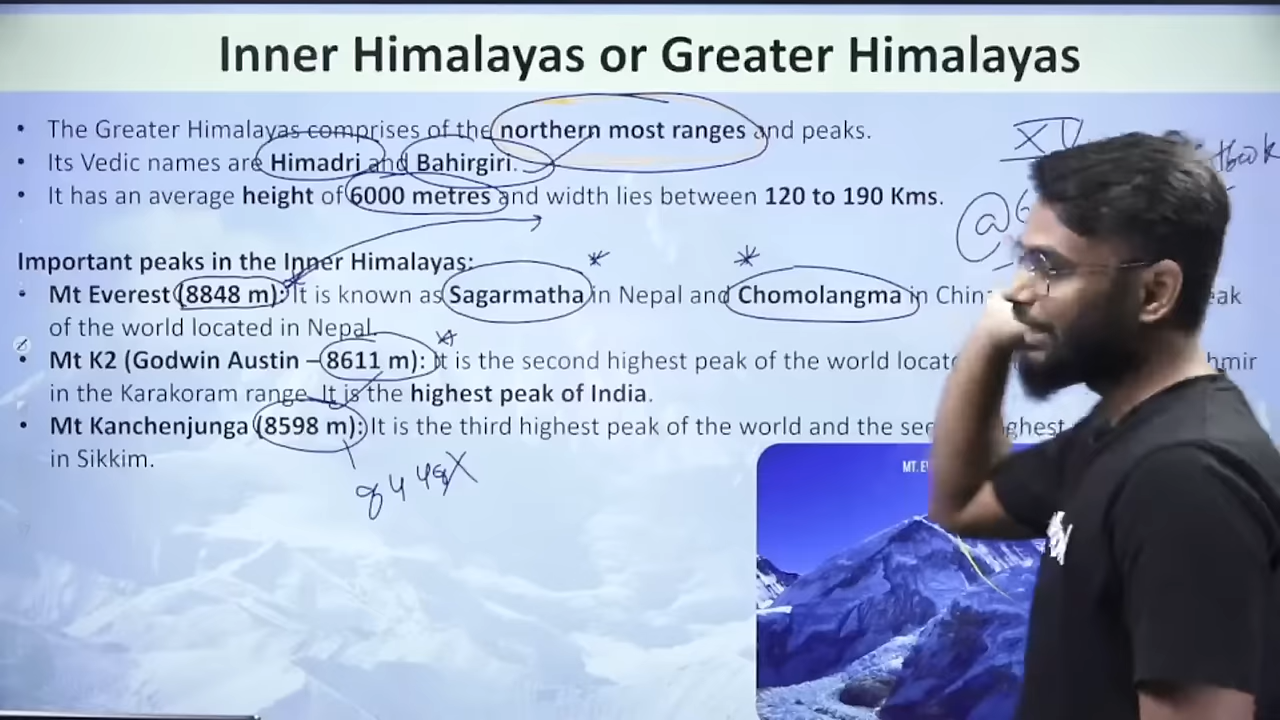 Inner Himalayas or Greater Himalayas
• The Greater Himalayas comprises of the northern most ranges and peaks.
• Its Vedic names are Himadri and Bahirgiri.
• It has an average height of 6000 metres and width lies between 120 to 190 Kms.
XI
@6
Important peaks in the Inner Himalayas:
• Mt Everest (8848 m): It is known as Sagarmatha in Nepal and Chomolangma in
of the world located in Nepal.
• Mt K2 (Godwin Austin – 8611 m): It is the second highest peak of the world
in the Karakoram range. It is the highest peak of India.
• Mt Kanchenjunga (8598 m): It is the third highest peak of the world and the
in Sikkim.
MT.